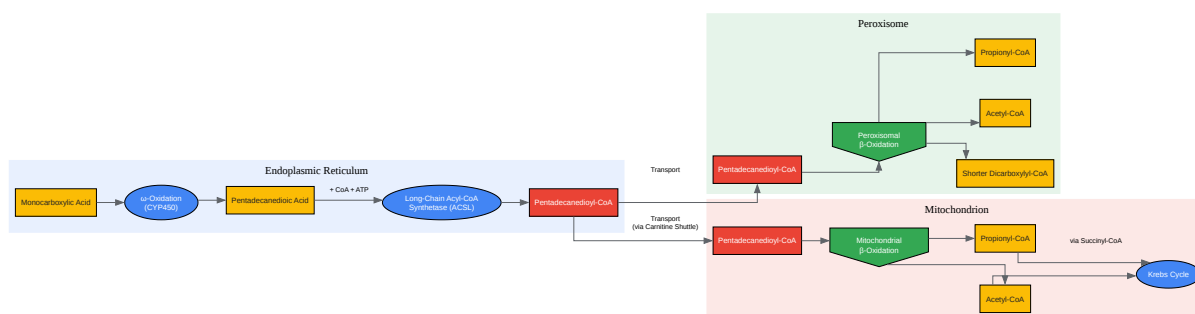 Peroxisome
Propionyl-CoA
Acetyl-CoA
Peroxisomal
β-Oxidation
Shorter Dicarboxylyl-CoA
Pentadecanedioyl-CoA
Transport
Endoplasmic Reticulum
Monocarboxylic Acid
ω-Oxidation
(CYP450)
Pentadecanedioic Acid
+ CoA + ATP
Long-Chain Acyl-CoA
Synthetase (ACSL)
Pentadecanedioyl-CoA
Transport
(via Carnitine Shuttle)
Mitochondrion
Pentadecanedioyl-CoA
Mitochondrial
β-Oxidation
Propionyl-CoA
via Succinyl-CoA
Acetyl-CoA
Krebs Cycle